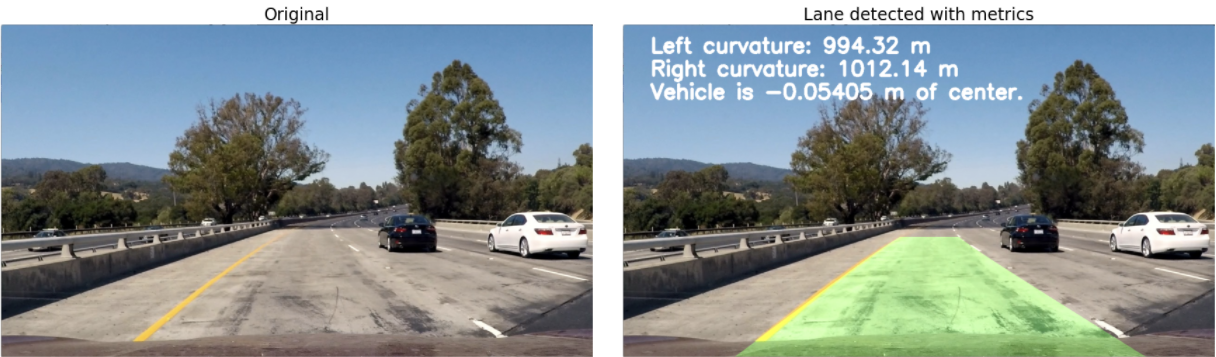 Original
Lane detected with metrics
Left curvature: 994.32 m
Right curvature: 1012.14 m
Vehicle is −0.05405 m of center.